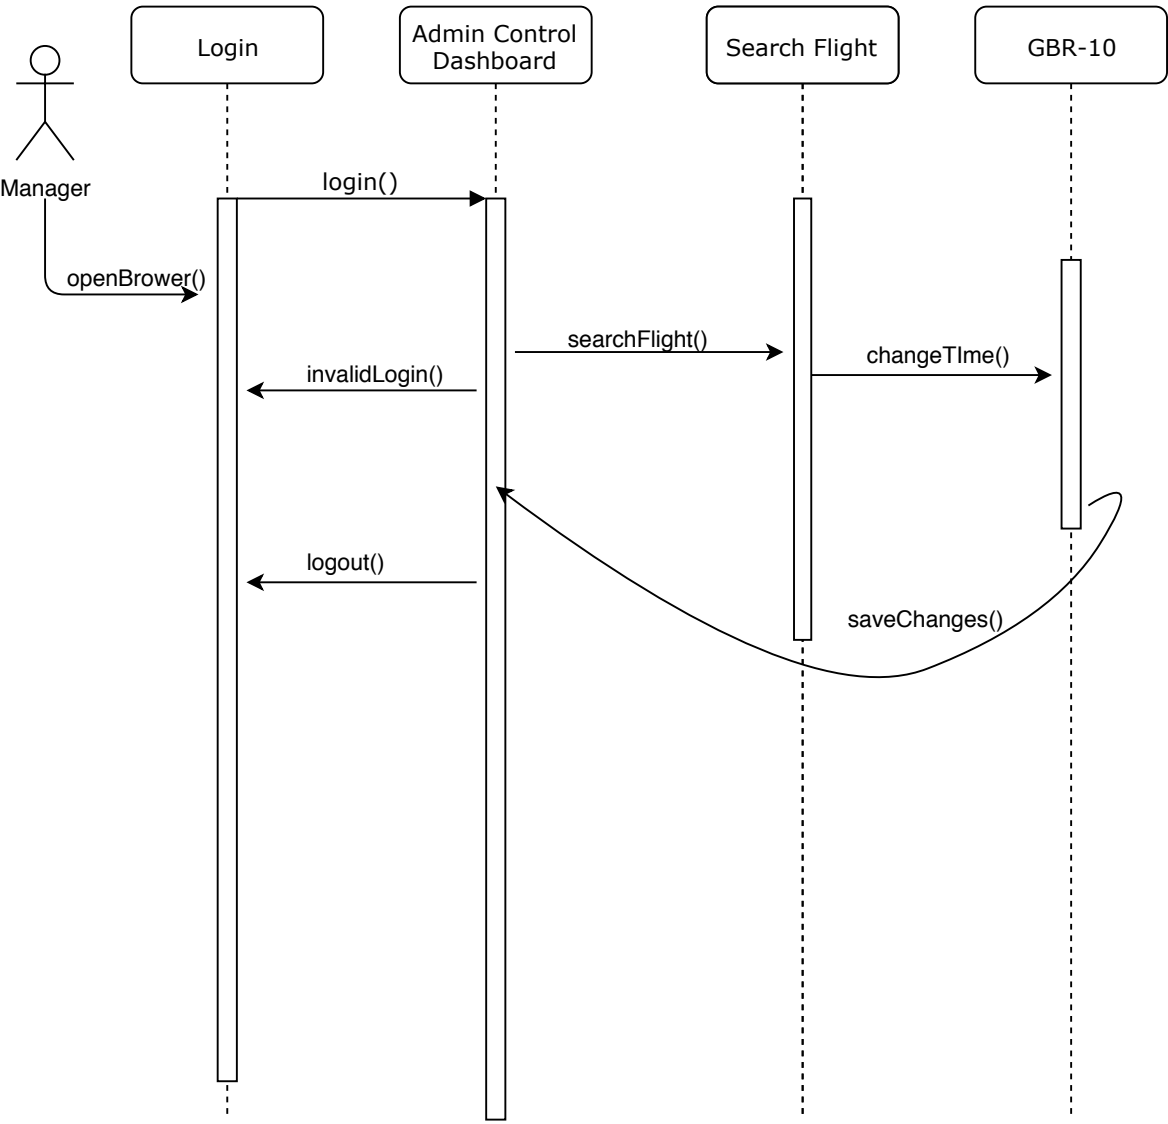 Login
Admin Control
Dashboard
Search Flight
GBR-10
Manager
login()
openBrower()
searchFlight()
changeTIme()
invalidLogin()
logout()
saveChanges()